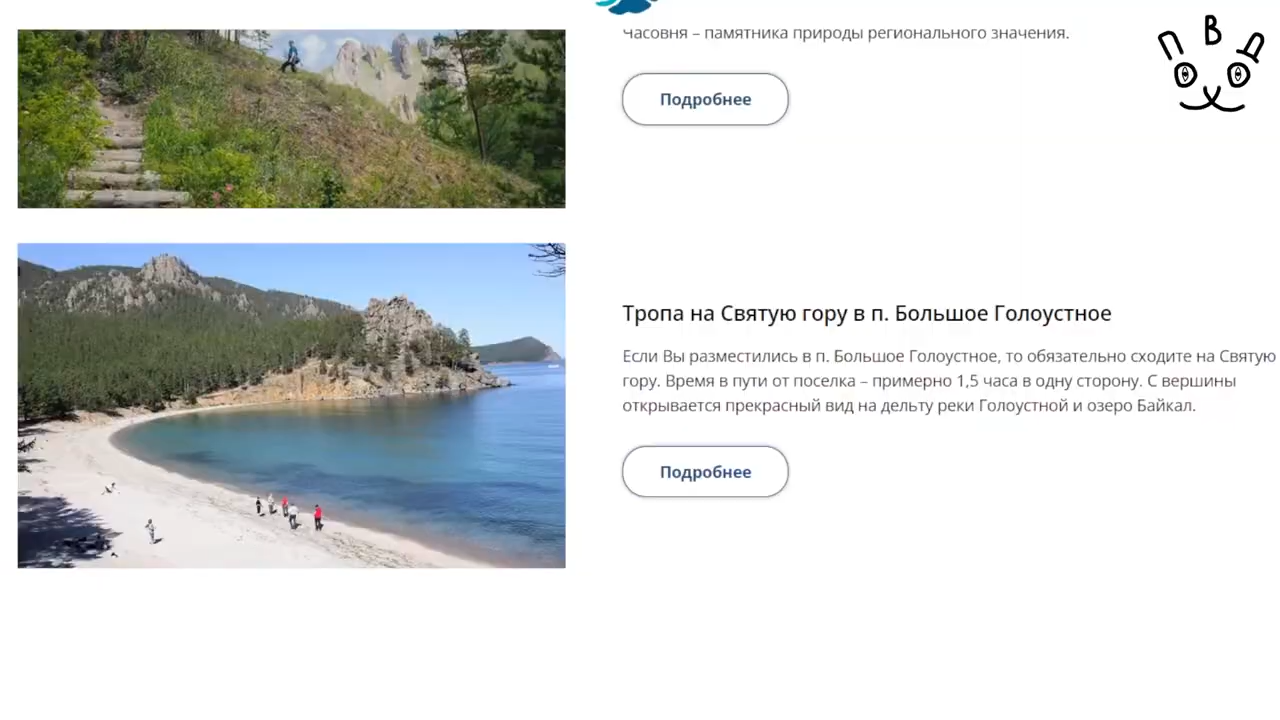 часовня – памятника природы регионального значения.
Подробнее
Тропа на Святую гору в п. Большое Голоустное
Если Вы разместились в п. Большое Голоустное, то обязательно сходите на Святую
гору. Время в пути от поселка – примерно 1,5 часа в одну сторону. С вершины
открывается прекрасный вид на дельту реки Голоустной и озеро Байкал.
Подробнее